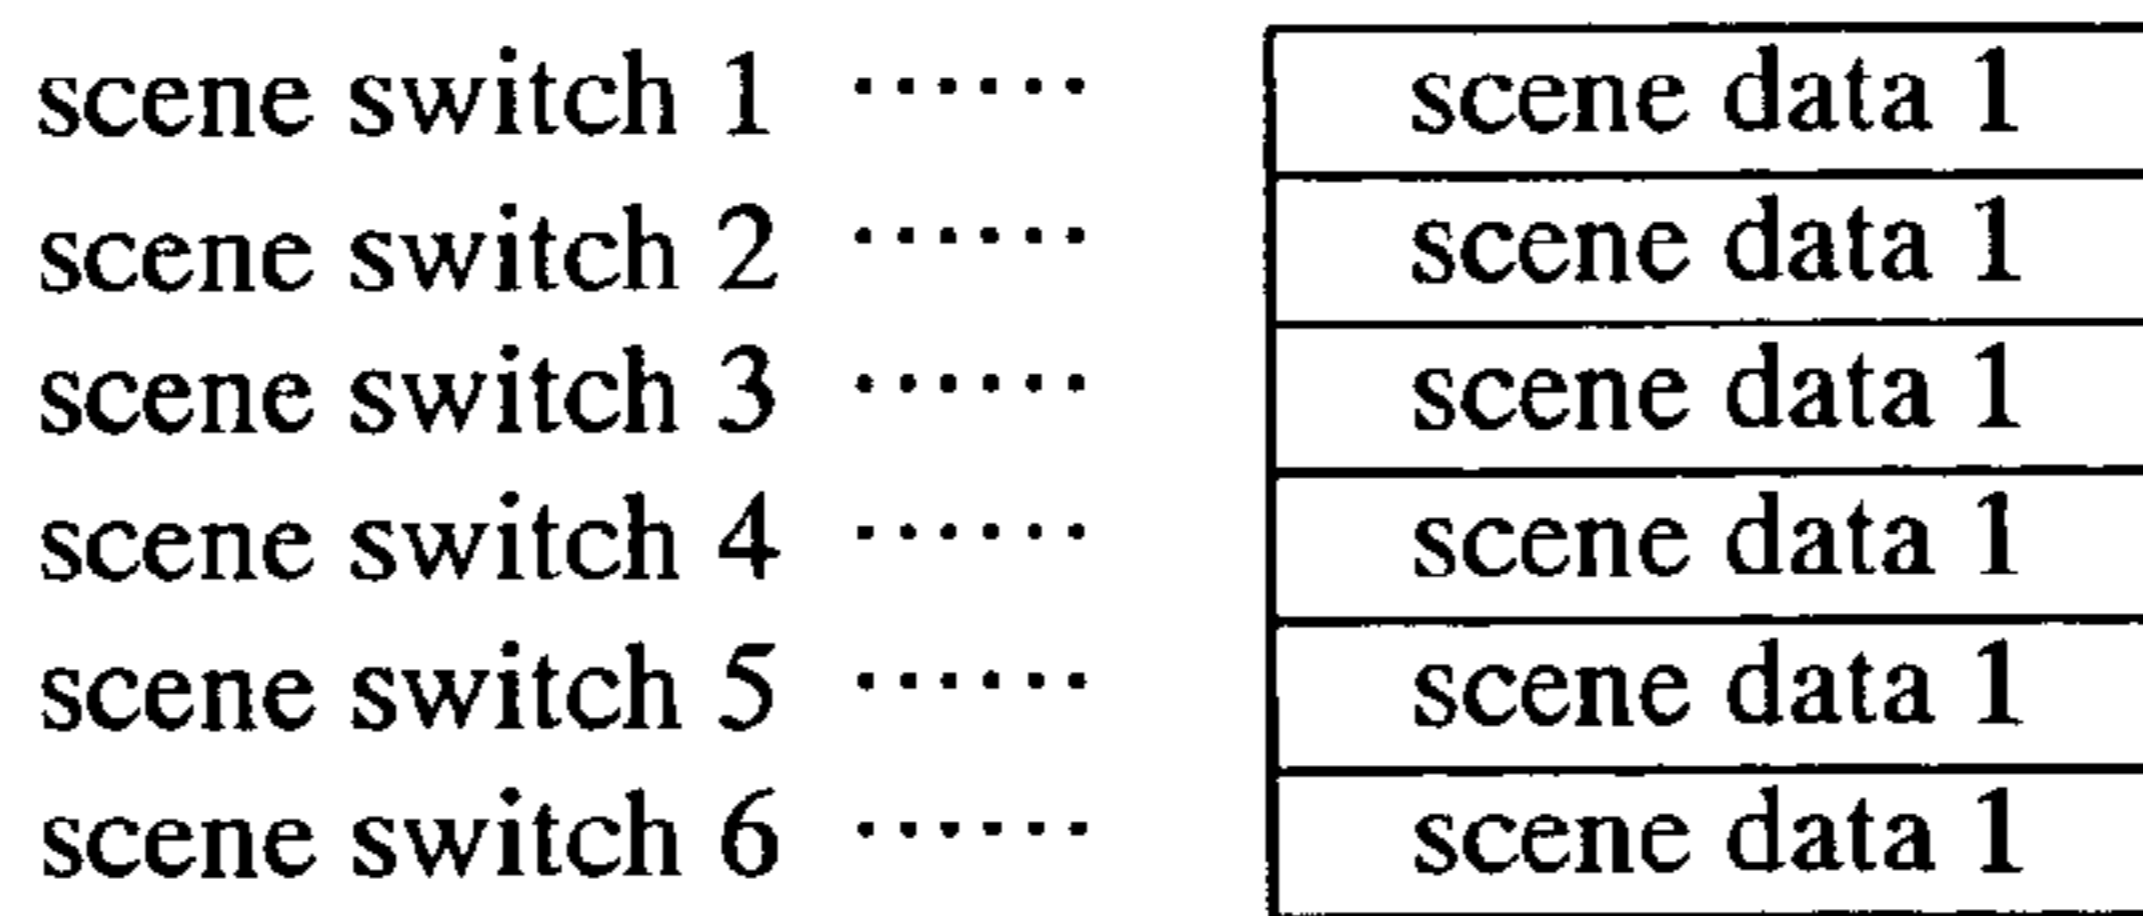 scene switch 1 ······ scene data 1
scene switch 2 ······ scene data 1
scene switch 3 ······ scene data 1
scene switch 4 ······ scene data 1
scene switch 5 ······ scene data 1
scene switch 6 ······ scene data 1